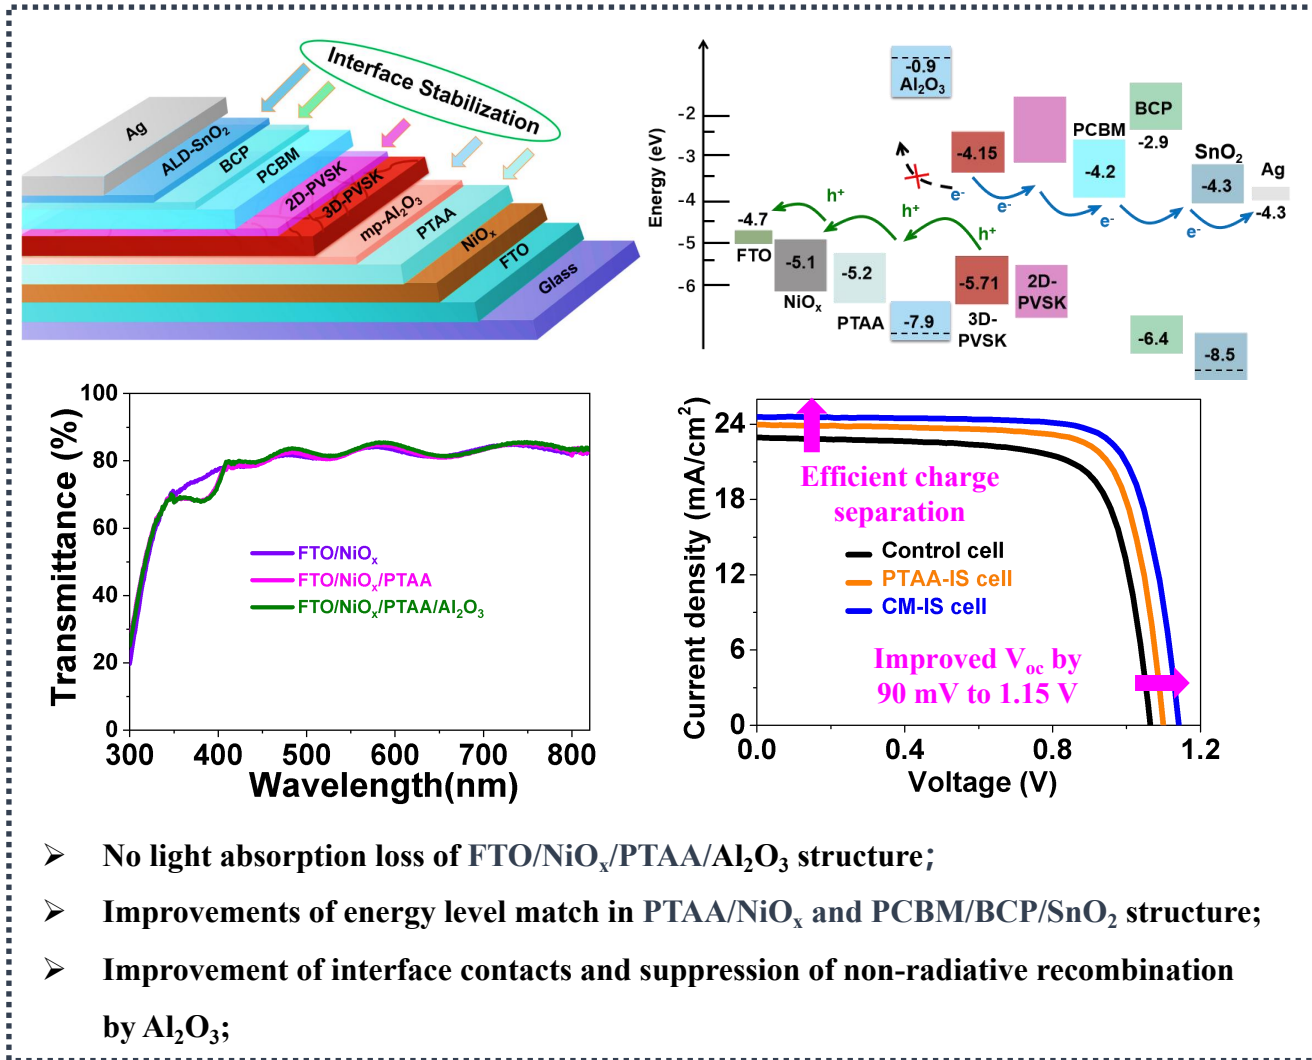 Interface Stabilization
Ag
ALD-SnO₂
BCP
PCBM
2D-PVSK
3D-PVSK
mp-Al₂O₃
PTAA
NiOₓ
FTO
Glass
Energy (eV)
-2
-3
-4
-5
-6
-0.9
Al₂O₃
-4.15
PCBM
-4.2
BCP
-2.9
SnO₂
-4.3
Ag
-4.3
e⁻
e⁻
e⁻
e⁻
h⁺
h⁺
h⁺
-4.7
FTO
-5.1
NiOₓ
-5.2
PTAA
-7.9
-5.71
3D-
PVSK
2D-
PVSK
-6.4
-8.5
Transmittance (%)
100
80
60
40
20
0
300 400 500 600 700 800
Wavelength(nm)
FTO/NiOₓ
FTO/NiOₓ/PTAA
FTO/NiOₓ/PTAA/Al₂O₃
Current density (mA/cm²)
24
18
12
6
0
0.0 0.4 0.8 1.2
Voltage (V)
Efficient charge
separation
Control cell
PTAA-IS cell
CM-IS cell
Improved Vₒc by
90 mV to 1.15 V
➢ No light absorption loss of FTO/NiOₓ/PTAA/Al₂O₃ structure;
➢ Improvements of energy level match in PTAA/NiOₓ and PCBM/BCP/SnO₂ structure;
➢ Improvement of interface contacts and suppression of non-radiative recombination
by Al₂O₃;